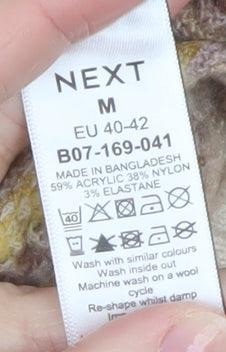 NEXT
M
EU 40-42
B07-169-041
MADE IN BANGLADESH
59% ACRYLIC 38% NYLON
3% ELASTANE
40
Wash with similar colours
Wash inside out
Machine wash on a wool
cycle
Re-shape whilst damp